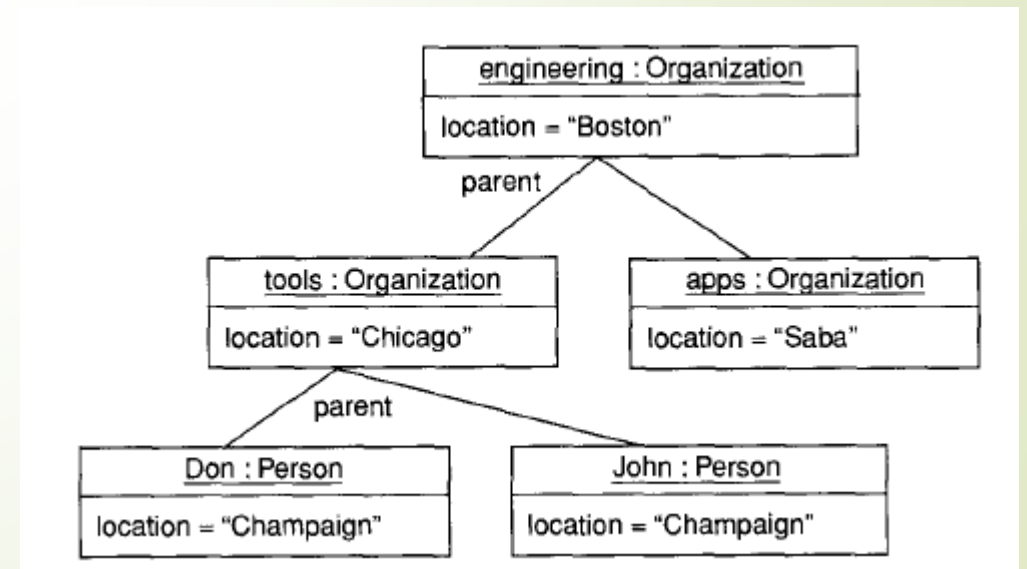 engineering : Organization
location = “Boston”
parent
tools : Organization
location = “Chicago”
apps : Organization
location = “Saba”
parent
Don : Person
location = “Champaign”
John : Person
location = “Champaign”